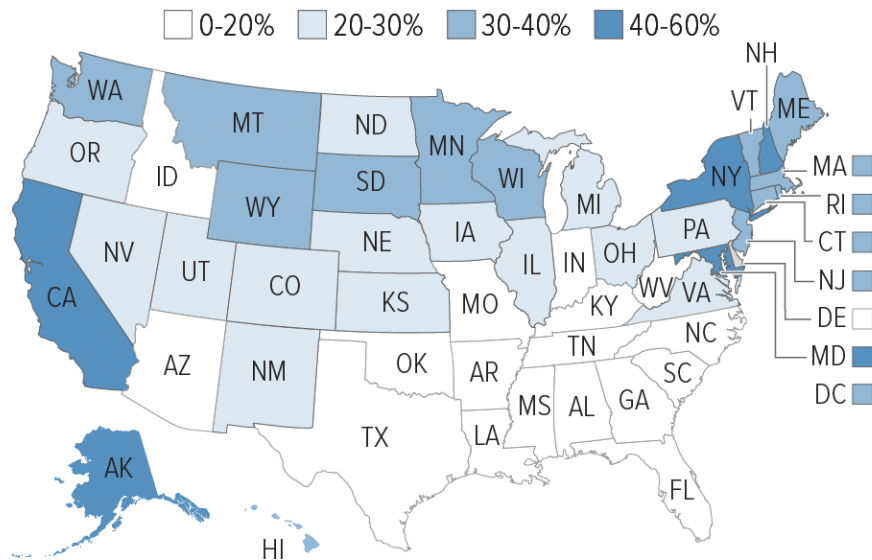 0-20% 20-30% 30-40% 40-60%
NH
VT
ME
WA
MT
ND
MN
OR
ID
SD
WI
NY
MA
WY
MI
RI
IA
PA
CT
NE
NV
IL
IN
OH
NJ
UT
CO
CA
WV
VA
KS
MO
KY
DE
NC
TN
MD
AZ
NM
OK
AR
SC
DC
MS
AL
GA
TX
LA
AK
FL
HI